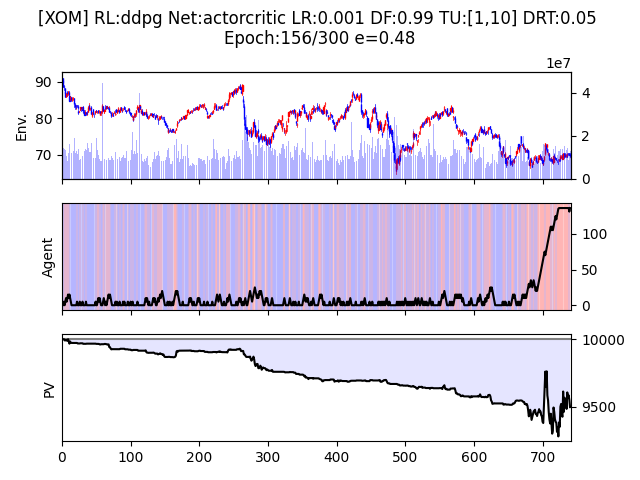 [XOM] RL:ddpg Net:actorcritic LR:0.001 DF:0.99 TU:[1,10] DRT:0.05
Epoch:156/300 e=0.48
1e7
90
80
70
Env.
4
2
0
Agent
100
50
0
PV
10000
9500
0 100 200 300 400 500 600 700